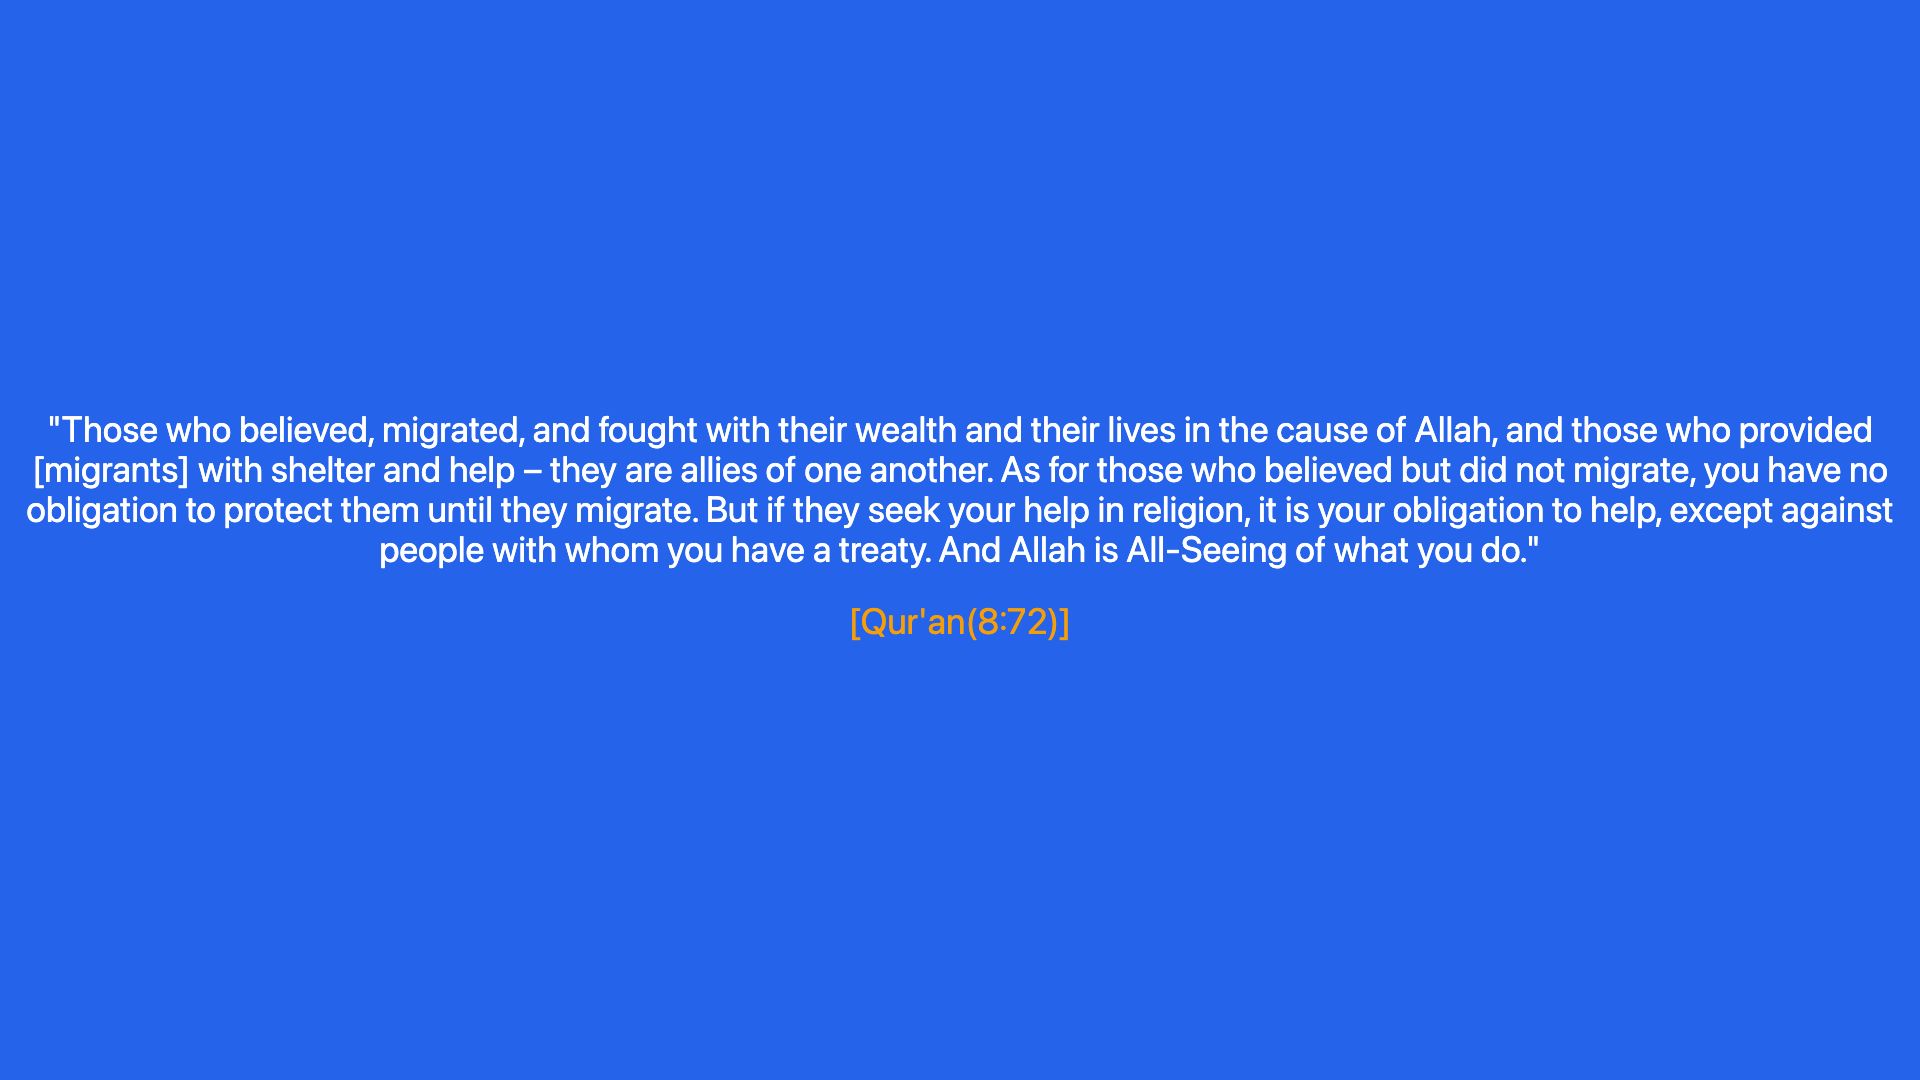 "Those who believed, migrated, and fought with their wealth and their lives in the cause of Allah, and those who provided
[migrants] with shelter and help – they are allies of one another. As for those who believed but did not migrate, you have no
obligation to protect them until they migrate. But if they seek your help in religion, it is your obligation to help, except against
people with whom you have a treaty. And Allah is All-Seeing of what you do."
[Qur'an(8:72)]